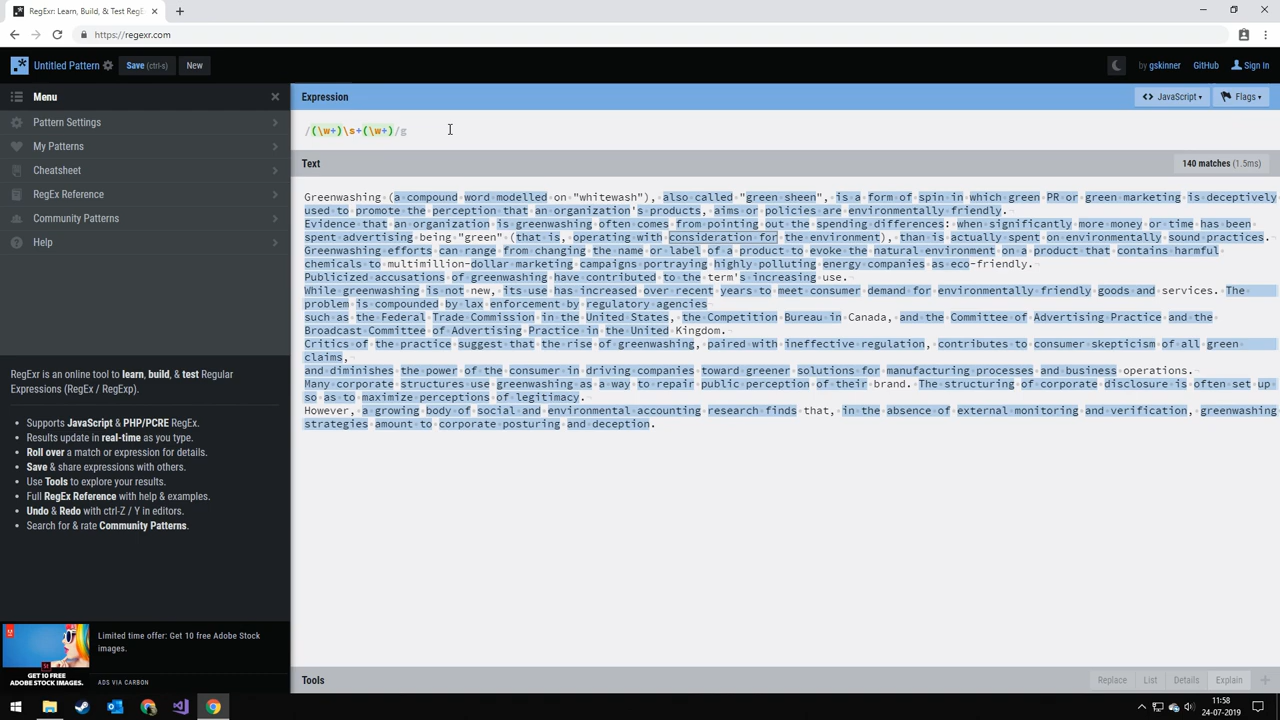 RegExr: Learn, Build, & Test RegE
https://regexr.com
Untitled Pattern
Save (ctrl-s)
New
by gskinner
GitHub
Sign In
Menu
Expression
JavaScript
Flags
Pattern Settings
/(\w+)\s+(\w+)/g
My Patterns
Text
140 matches (1.5ms)
Cheatsheet
RegEx Reference
Community Patterns
Help
Greenwashing (a compound word modelled on "whitewash"), also called "green sheen", is a form of spin in which green PR or green marketing is deceptively
used to promote the perception that an organization's products, aims or policies are environmentally friendly.
Evidence that an organization is greenwashing often comes from pointing out the spending differences: when significantly more money or time has been
spent advertising being "green" (that is, operating with consideration for the environment), than is actually spent on environmentally sound practices.
Greenwashing efforts can range from changing the name or label of a product to evoke the natural environment on a product that contains harmful
chemicals to multimillion-dollar marketing campaigns portraying highly polluting energy companies as eco-friendly.
Publicized accusations of greenwashing have contributed to the term's increasing use.
While greenwashing is not new, its use has increased over recent years to meet consumer demand for environmentally friendly goods and services. The
problem is compounded by lax enforcement by regulatory agencies
such as the Federal Trade Commission in the United States, the Competition Bureau in Canada, and the Committee of Advertising Practice and the
Broadcast Committee of Advertising Practice in the United Kingdom.
Critics of the practice suggest that the rise of greenwashing, paired with ineffective regulation, contributes to consumer skepticism of all green
claims,
and diminishes the power of the consumer in driving companies toward greener solutions for manufacturing processes and business operations.
Many corporate structures use greenwashing as a way to repair public perception of their brand. The structuring of corporate disclosure is often set up
so as to maximize perceptions of legitimacy.
However, a growing body of social and environmental accounting research finds that, in the absence of external monitoring and verification, greenwashing
strategies amount to corporate posturing and deception.
RegExr is an online tool to learn, build, & test Regular
Expressions (RegEx / RegExp).
Supports JavaScript & PHP/PCRE RegEx.
Results update in real-time as you type.
Roll over a match or expression for details.
Save & share expressions with others.
Use Tools to explore your results.
Full RegEx Reference with help & examples.
Undo & Redo with ctrl-Z / Y in editors.
Search for & rate Community Patterns.
Limited time offer: Get 10 free Adobe Stock
images.
GET 10 FREE
ADOBE STOCK IMAGES.
ADS VIA CARBON
Tools
Replace
List
Details
Explain
11:58
24-07-2019